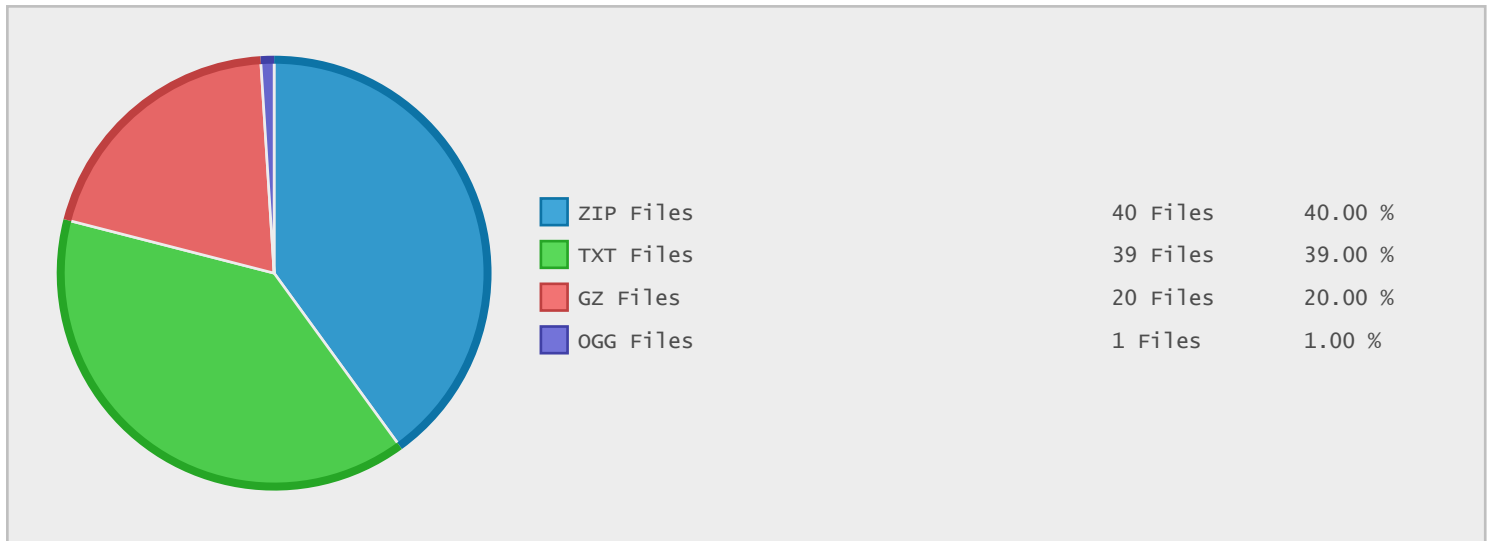 ZIP Files 40 Files 40.00 %
TXT Files 39 Files 39.00 %
GZ Files 20 Files 20.00 %
OGG Files 1 Files 1.00 %